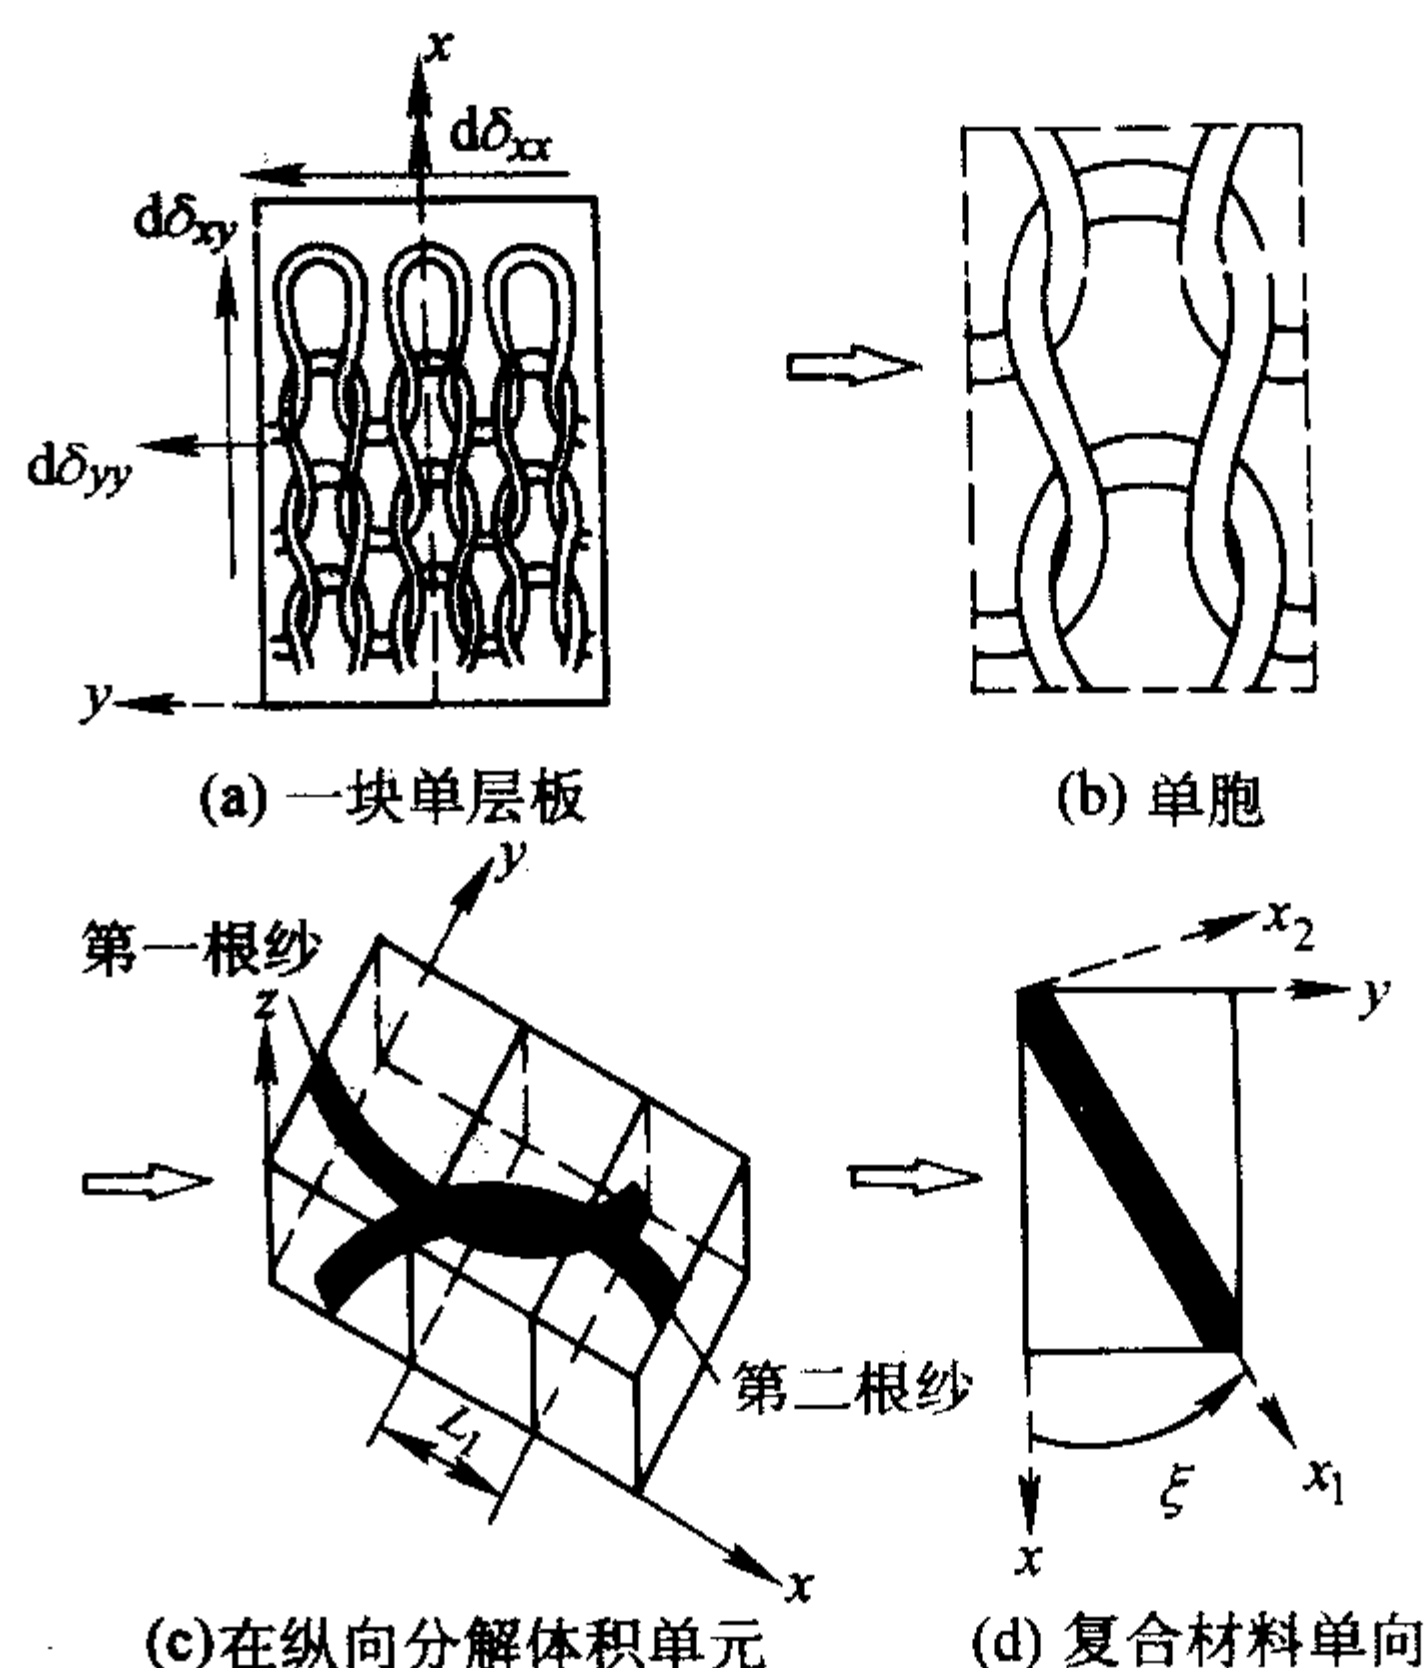 x
dδxx
dδxy
dδyy
y
(a) 一块单层板
(b) 单胞
y
第一根纱
z
x2
y
第二根纱
L1
ξ
x1
x
x
(c)在纵向分解体积单元
(d) 复合材料单向